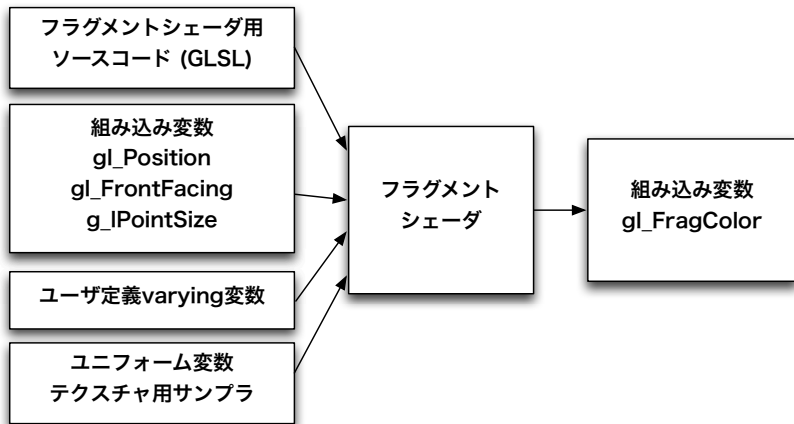 フラグメントシェーダ用
ソースコード (GLSL)
組み込み変数
gl_Position
gl_FrontFacing
g_lPointSize
ユーザ定義varying変数
ユニフォーム変数
テクスチャ用サンプラ
フラグメント
シェーダ
組み込み変数
gl_FragColor